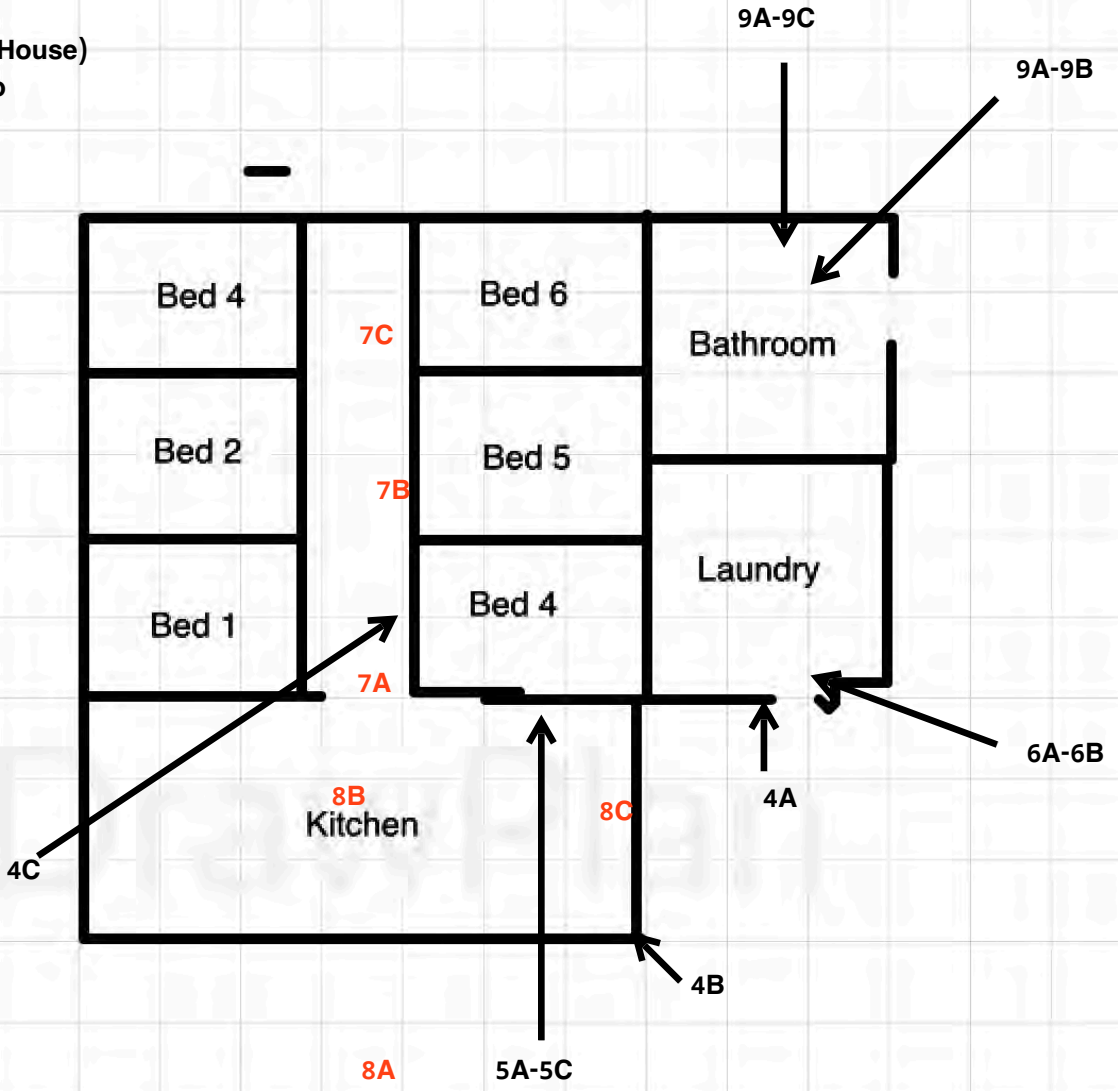 9A-9C
House)
9A-9B
Bed 4
Bed 6
7C
Bathroom
Bed 2
Bed 5
7B
Laundry
Bed 4
Bed 1
7A
6A-6B
8B
4A
8C
Kitchen
DrawPlan
4C
4B
8A
5A-5C